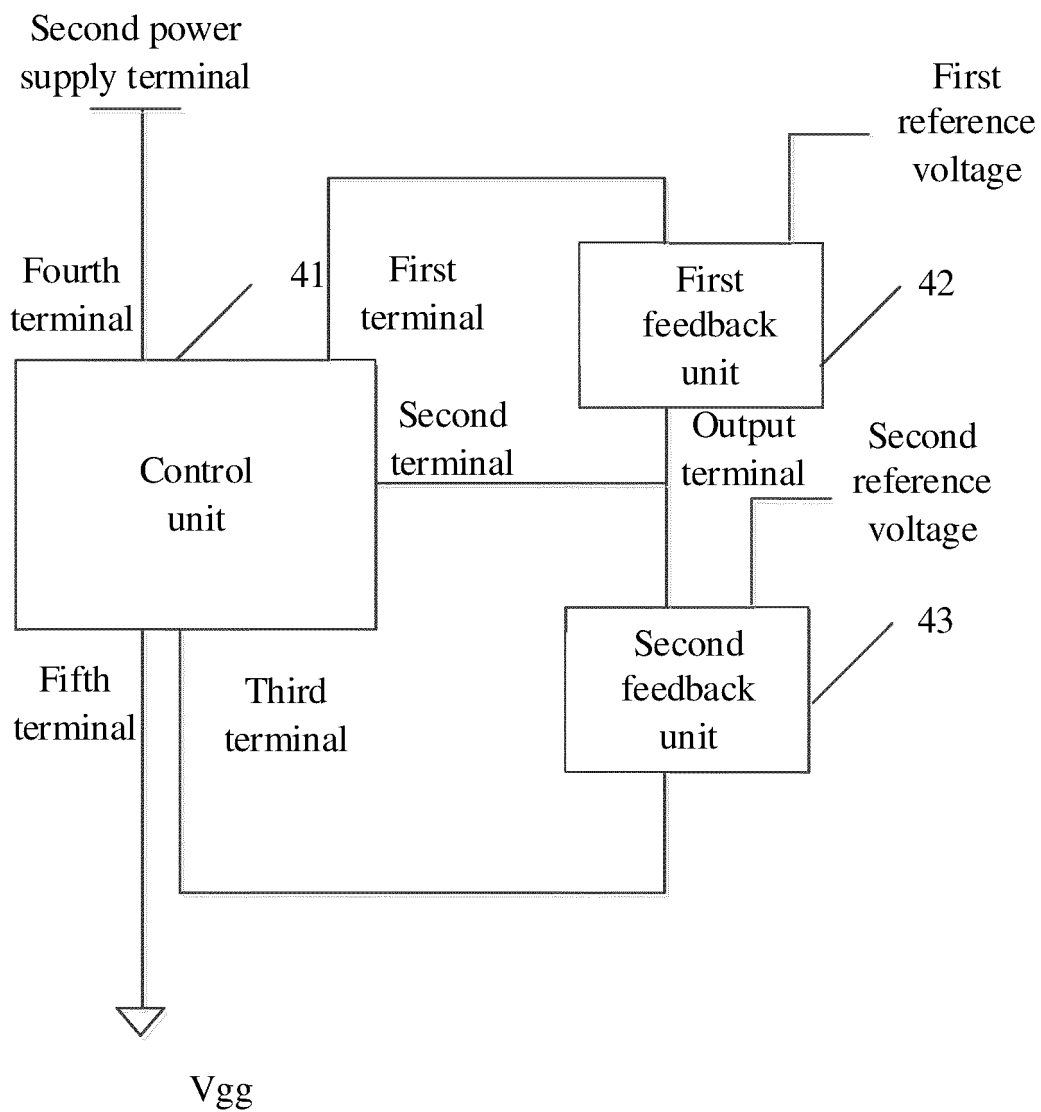 Second power
supply terminal
First
reference
voltage
Fourth
terminal
41
First
terminal
First
feedback
unit
42
Control
unit
Second
terminal
Output
terminal
Second
reference
voltage
Fifth
terminal
Third
terminal
Second
feedback
unit
43
Vgg